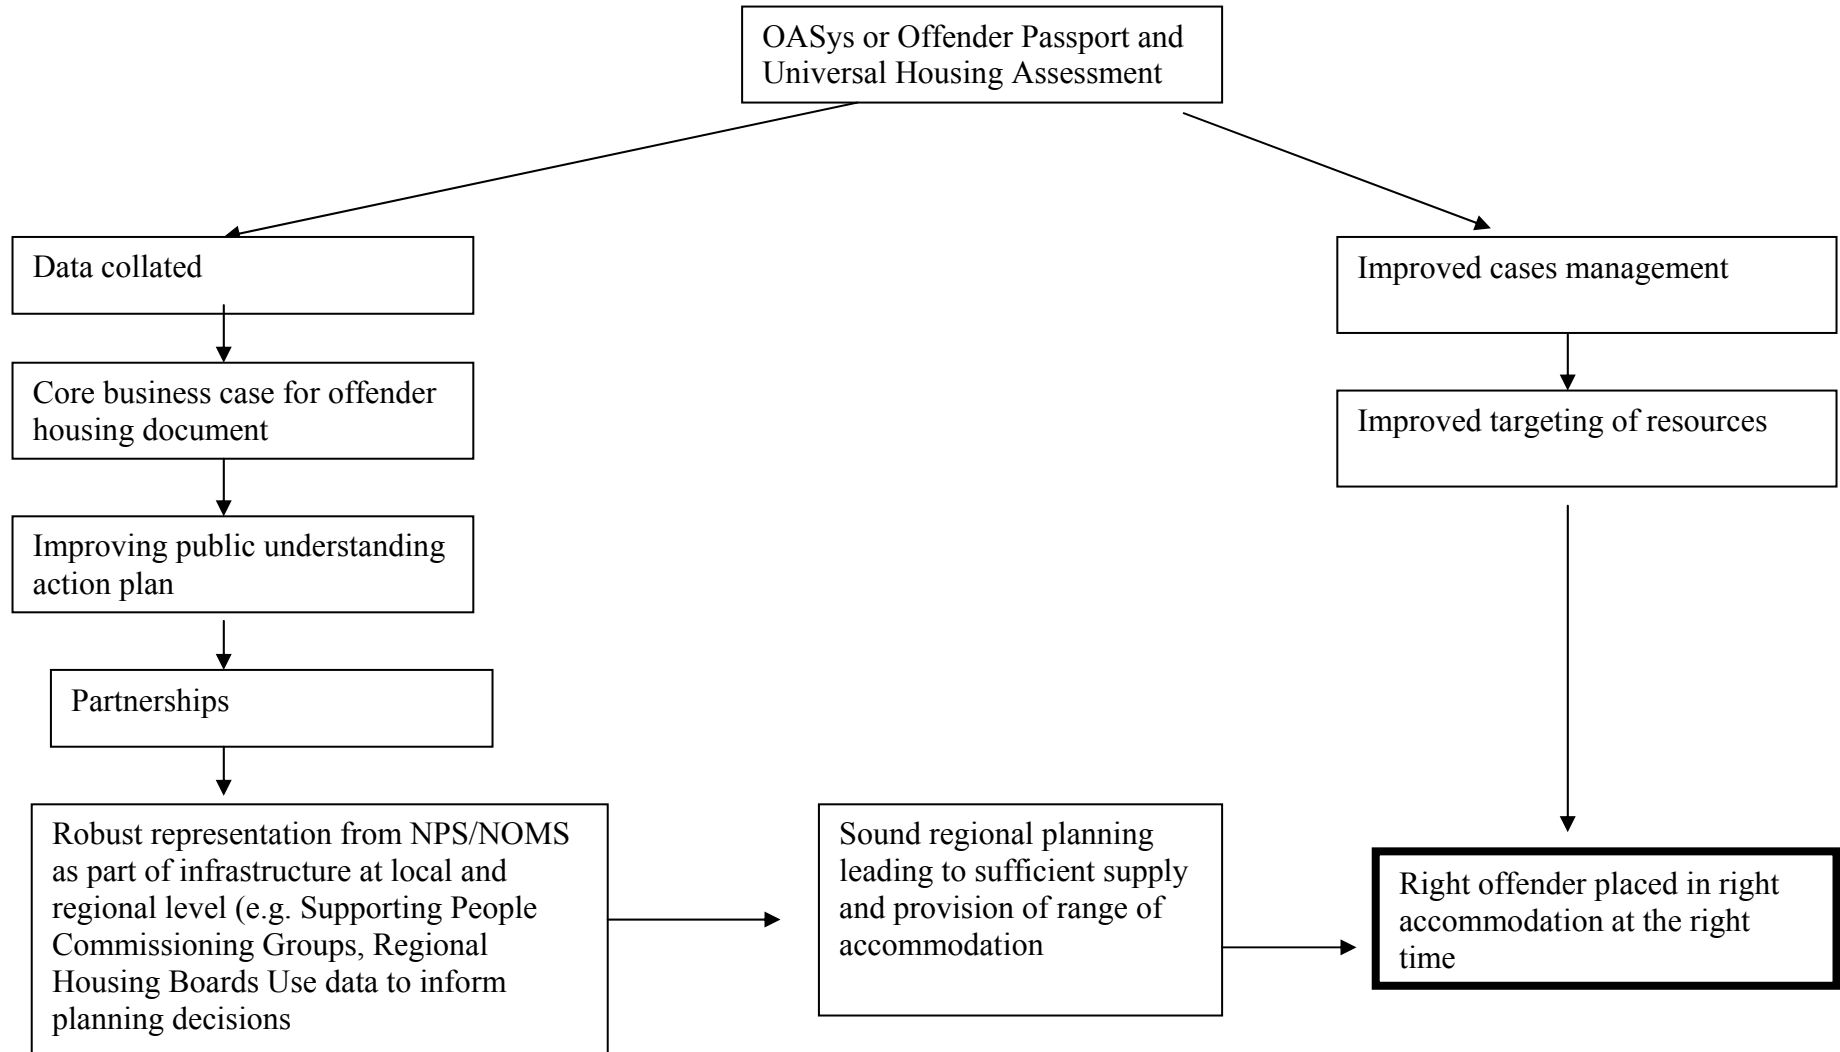 OASys or Offender Passport and
Universal Housing Assessment
Data collated
Improved cases management
Core business case for offender
housing document
Improved targeting of resources
Improving public understanding
action plan
Partnerships
Robust representation from NPS/NOMS
as part of infrastructure at local and
regional level (e.g. Supporting People
Commissioning Groups, Regional
Housing Boards Use data to inform
planning decisions
Sound regional planning
leading to sufficient supply
and provision of range of
accommodation
Right offender placed in right
accommodation at the right
time